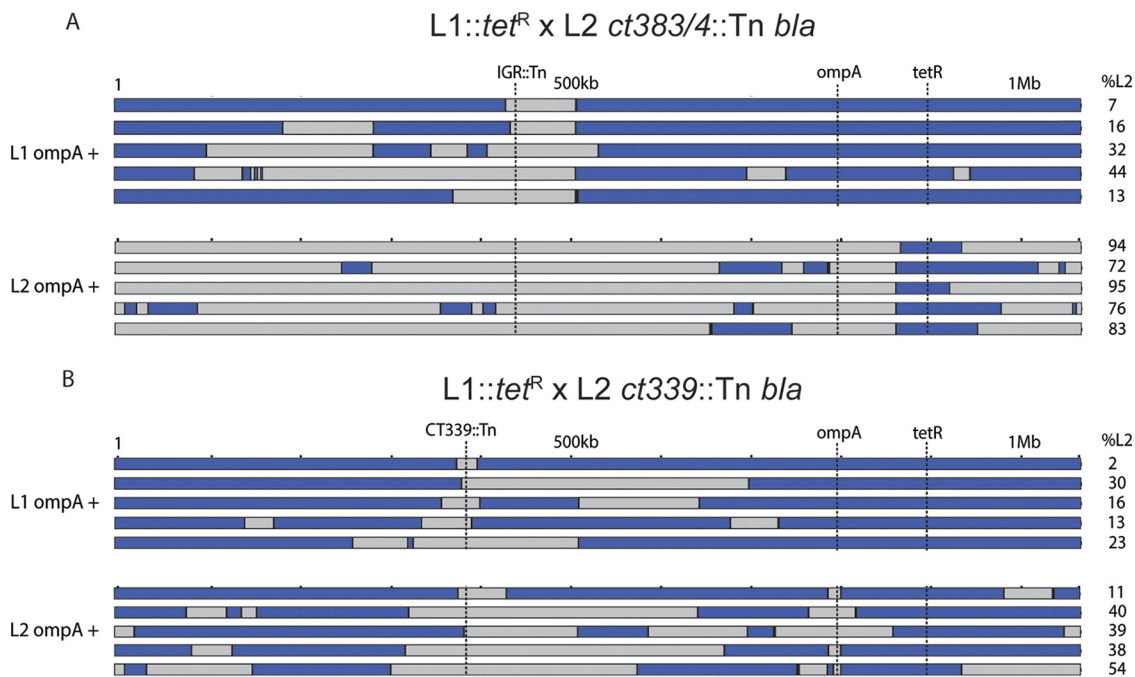 A
L1::tetᴿ x L2 ct383/4::Tn bla
IGR::Tn ompA tetR
1 500kb 1Mb %L2
7
16
L1 ompA + 32
44
13
94
72
L2 ompA + 95
76
83
B
L1::tetᴿ x L2 ct339::Tn bla
CT339::Tn ompA tetR
1 500kb 1Mb %L2
2
30
L1 ompA + 16
13
23
11
40
L2 ompA + 39
38
54